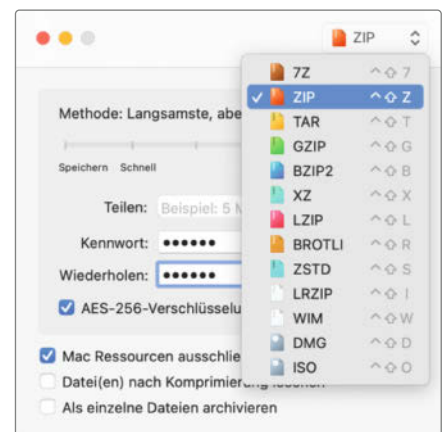 ZIP
7Z ^⇧7
✓ ZIP ^⇧Z
TAR ^⇧T
GZIP ^⇧G
BZIP2 ^⇧B
XZ ^⇧X
LZIP ^⇧L
BROTLI ^⇧R
ZSTD ^⇧S
LRZIP ^⇧I
WIM ^⇧W
DMG ^⇧D
ISO ^⇧O
Methode: Langsamste, abe
Speichern Schnell
Teilen: Beispiel: 5 M
Kennwort: ●●●●●●
Wiederholen: ●●●●●●
AES-256-Verschlüsselu
Mac Ressourcen ausschlie
Datei(en) nach Komprimierung löschen
Als einzelne Dateien archivieren